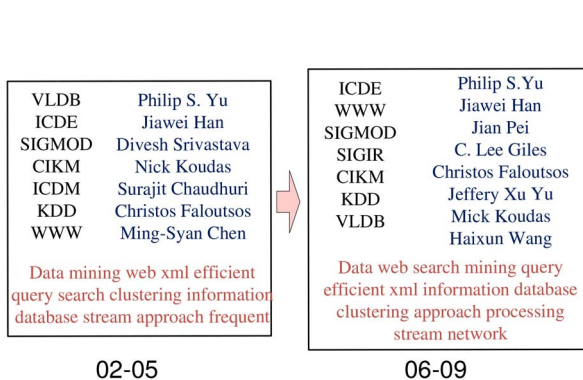 VLDB
ICDE
SIGMOD
CIKM
ICDM
KDD
WWW
Philip S. Yu
Jiawei Han
Divesh Srivastava
Nick Koudas
Surajit Chaudhuri
Christos Faloutsos
Ming-Syan Chen
Data mining web xml efficient
query search clustering information
database stream approach frequent
02-05
ICDE
WWW
SIGMOD
SIGIR
CIKM
KDD
VLDB
Philip S.Yu
Jiawei Han
Jian Pei
C. Lee Giles
Christos Faloutsos
Jeffery Xu Yu
Mick Koudas
Haixun Wang
Data web search mining query
efficient xml information database
clustering approach processing
stream network
06-09